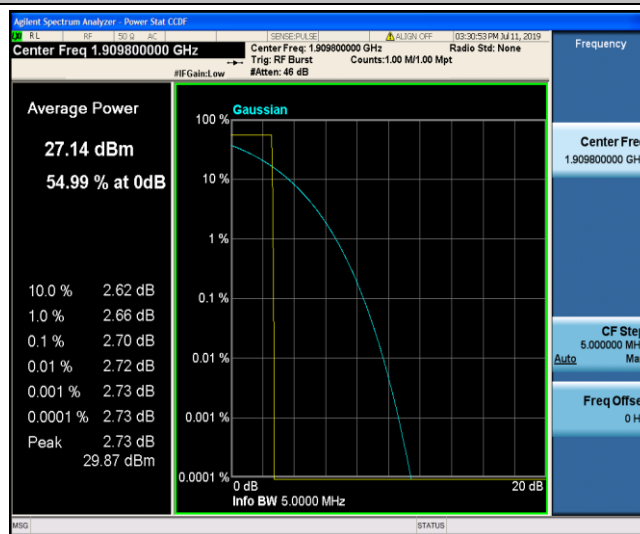 Agilent Spectrum Analyzer - Power Stat CCDF
RL RF 50 Ω AC SENSE:PULSE ALIGN OFF 03:30:53 PM Jul 11, 2019
Center Freq 1.909800000 GHz
Center Freq: 1.909800000 GHz Radio Std: None
Trig: RF Burst Counts:1.00 M/1.00 Mpt
#IFGain:Low #Atten: 46 dB
Frequency
Average Power
27.14 dBm
54.99 % at 0dB
10.0 % 2.62 dB
1.0 % 2.66 dB
0.1 % 2.70 dB
0.01 % 2.72 dB
0.001 % 2.73 dB
0.0001 % 2.73 dB
Peak 2.73 dB
29.87 dBm
Gaussian
100 %
10 %
1 %
0.1 %
0.01 %
0.001 %
0.0001 %
0 dB 20 dB
Info BW 5.0000 MHz
Center Fre
1.909800000 GH
CF Step
5.000000 MH
Auto Ma
Freq Offse
0 H
MSG STATUS